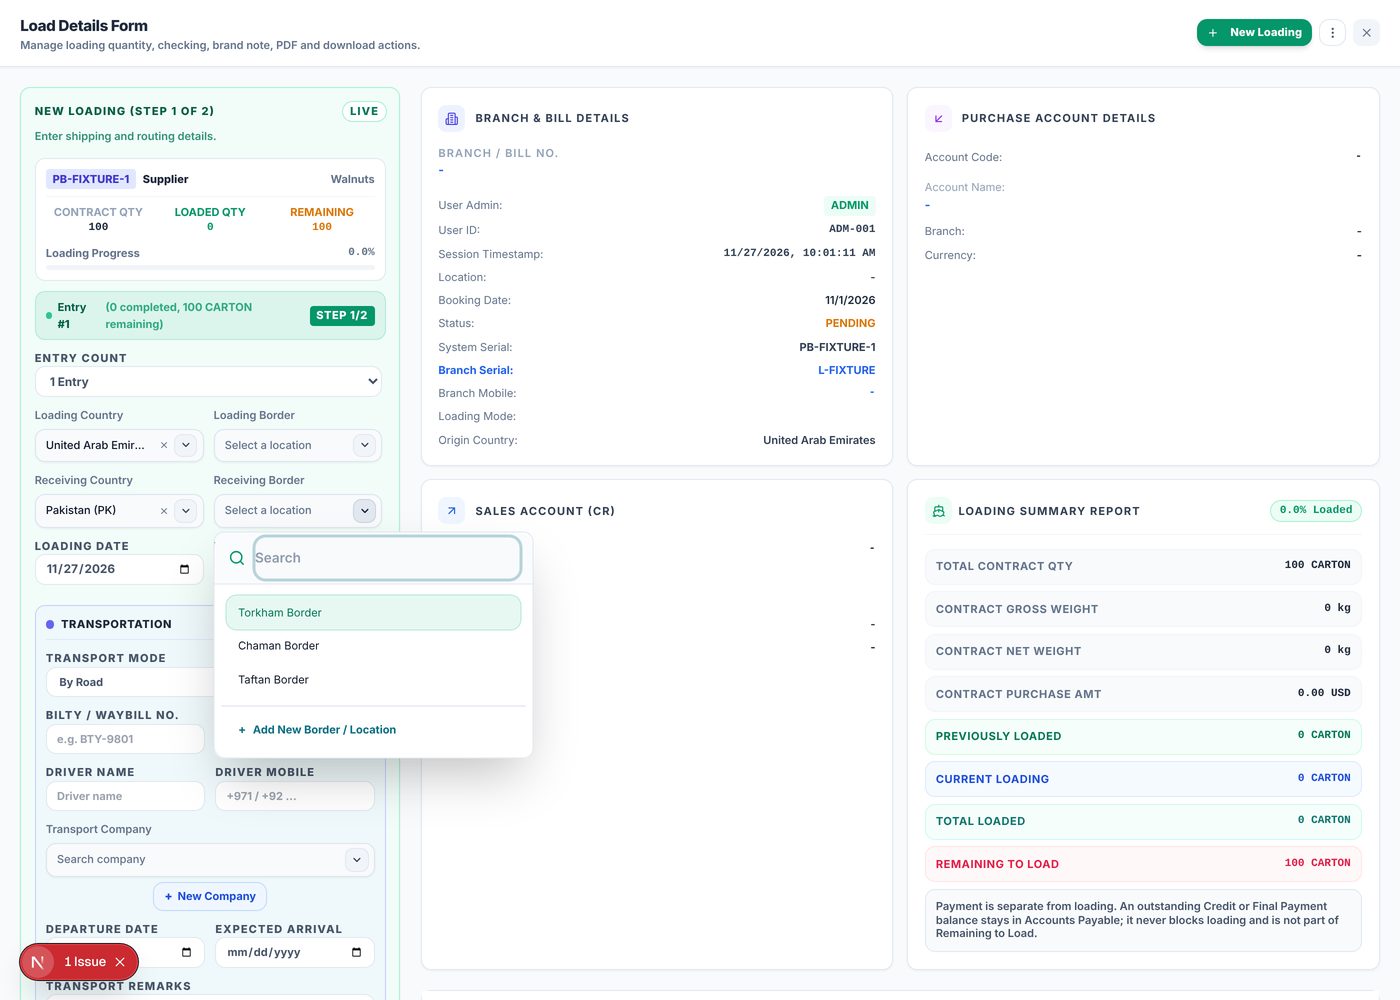 Load Details Form
Manage loading quantity, checking, brand note, PDF and download actions.
+ New Loading
NEW LOADING (STEP 1 OF 2)
LIVE
Enter shipping and routing details.
PB-FIXTURE-1 Supplier Walnuts
CONTRACT QTY LOADED QTY REMAINING
100 0 100
Loading Progress 0.0%
Entry #1
(0 completed, 100 CARTON remaining)
STEP 1/2
ENTRY COUNT
1 Entry
Loading Country Loading Border
United Arab Emir... × Select a location
Receiving Country Receiving Border
Pakistan (PK) × Select a location
LOADING DATE
11/27/2026
Search
Torkham Border
Chaman Border
Taftan Border
+ Add New Border / Location
TRANSPORTATION
TRANSPORT MODE
By Road
BILTY / WAYBILL NO.
e.g. BTY-9801
DRIVER NAME DRIVER MOBILE
Driver name +971 / +92 ...
Transport Company
Search company
+ New Company
DEPARTURE DATE EXPECTED ARRIVAL
mm/dd/yyyy
N 1 Issue ×
TRANSPORT REMARKS
BRANCH & BILL DETAILS
BRANCH / BILL NO.
-
User Admin: ADMIN
User ID: ADM-001
Session Timestamp: 11/27/2026, 10:01:11 AM
Location: -
Booking Date: 11/1/2026
Status: PENDING
System Serial: PB-FIXTURE-1
Branch Serial: L-FIXTURE
Branch Mobile: -
Loading Mode:
Origin Country: United Arab Emirates
PURCHASE ACCOUNT DETAILS
Account Code: -
Account Name:
-
Branch: -
Currency: -
SALES ACCOUNT (CR)
-
-
-
LOADING SUMMARY REPORT
0.0% Loaded
TOTAL CONTRACT QTY 100 CARTON
CONTRACT GROSS WEIGHT 0 kg
CONTRACT NET WEIGHT 0 kg
CONTRACT PURCHASE AMT 0.00 USD
PREVIOUSLY LOADED 0 CARTON
CURRENT LOADING 0 CARTON
TOTAL LOADED 0 CARTON
REMAINING TO LOAD 100 CARTON
Payment is separate from loading. An outstanding Credit or Final Payment
balance stays in Accounts Payable; it never blocks loading and is not part of
Remaining to Load.